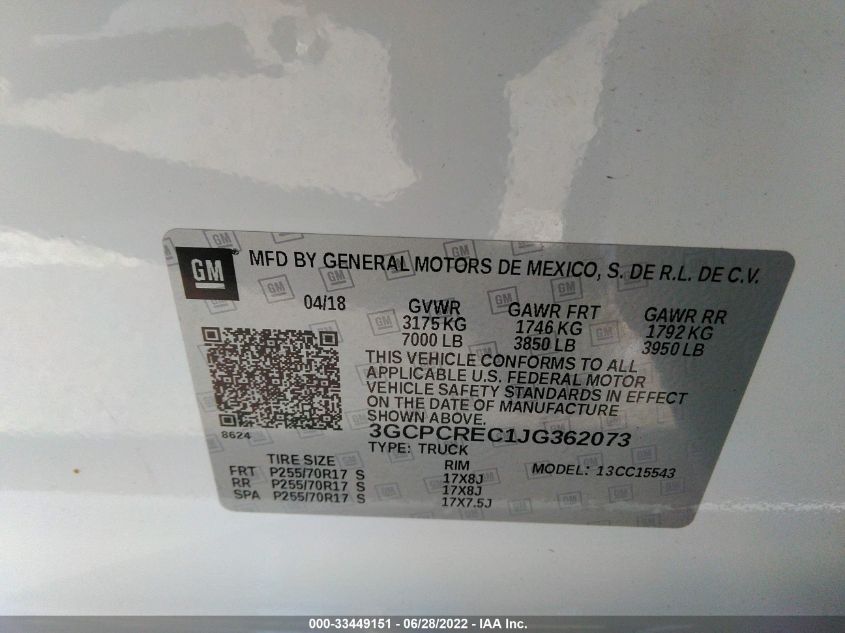 GM
MFD BY GENERAL MOTORS DE MEXICO, S. DE R.L. DE C.V.
04/18 GVWR GAWR FRT GAWR RR
3175 KG 1746 KG 1792 KG
7000 LB 3850 LB 3950 LB
THIS VEHICLE CONFORMS TO ALL
APPLICABLE U.S. FEDERAL MOTOR
VEHICLE SAFETY STANDARDS IN EFFECT
ON THE DATE OF MANUFACTURE
SHOWN ABOVE.
8624
3GCPCREC1JG362073
TYPE: TRUCK
TIRE SIZE RIM MODEL: 13CC15543
FRT P255/70R17 S 17X8J
RR P255/70R17 S 17X8J
SPA P255/70R17 S 17X7.5J
000-33449151 - 06/28/2022 - IAA Inc.